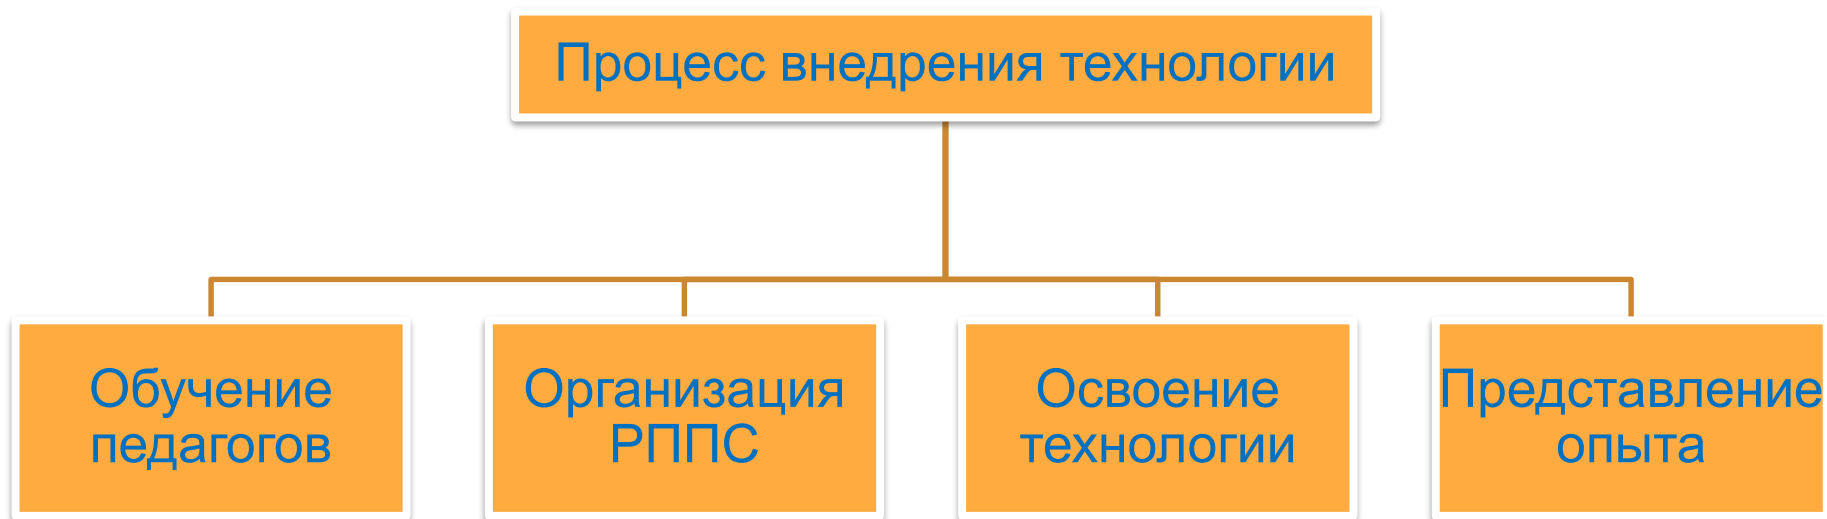 Процесс внедрения технологии
Обучение
педагогов
Организация
РППС
Освоение
технологии
Представление
опыта